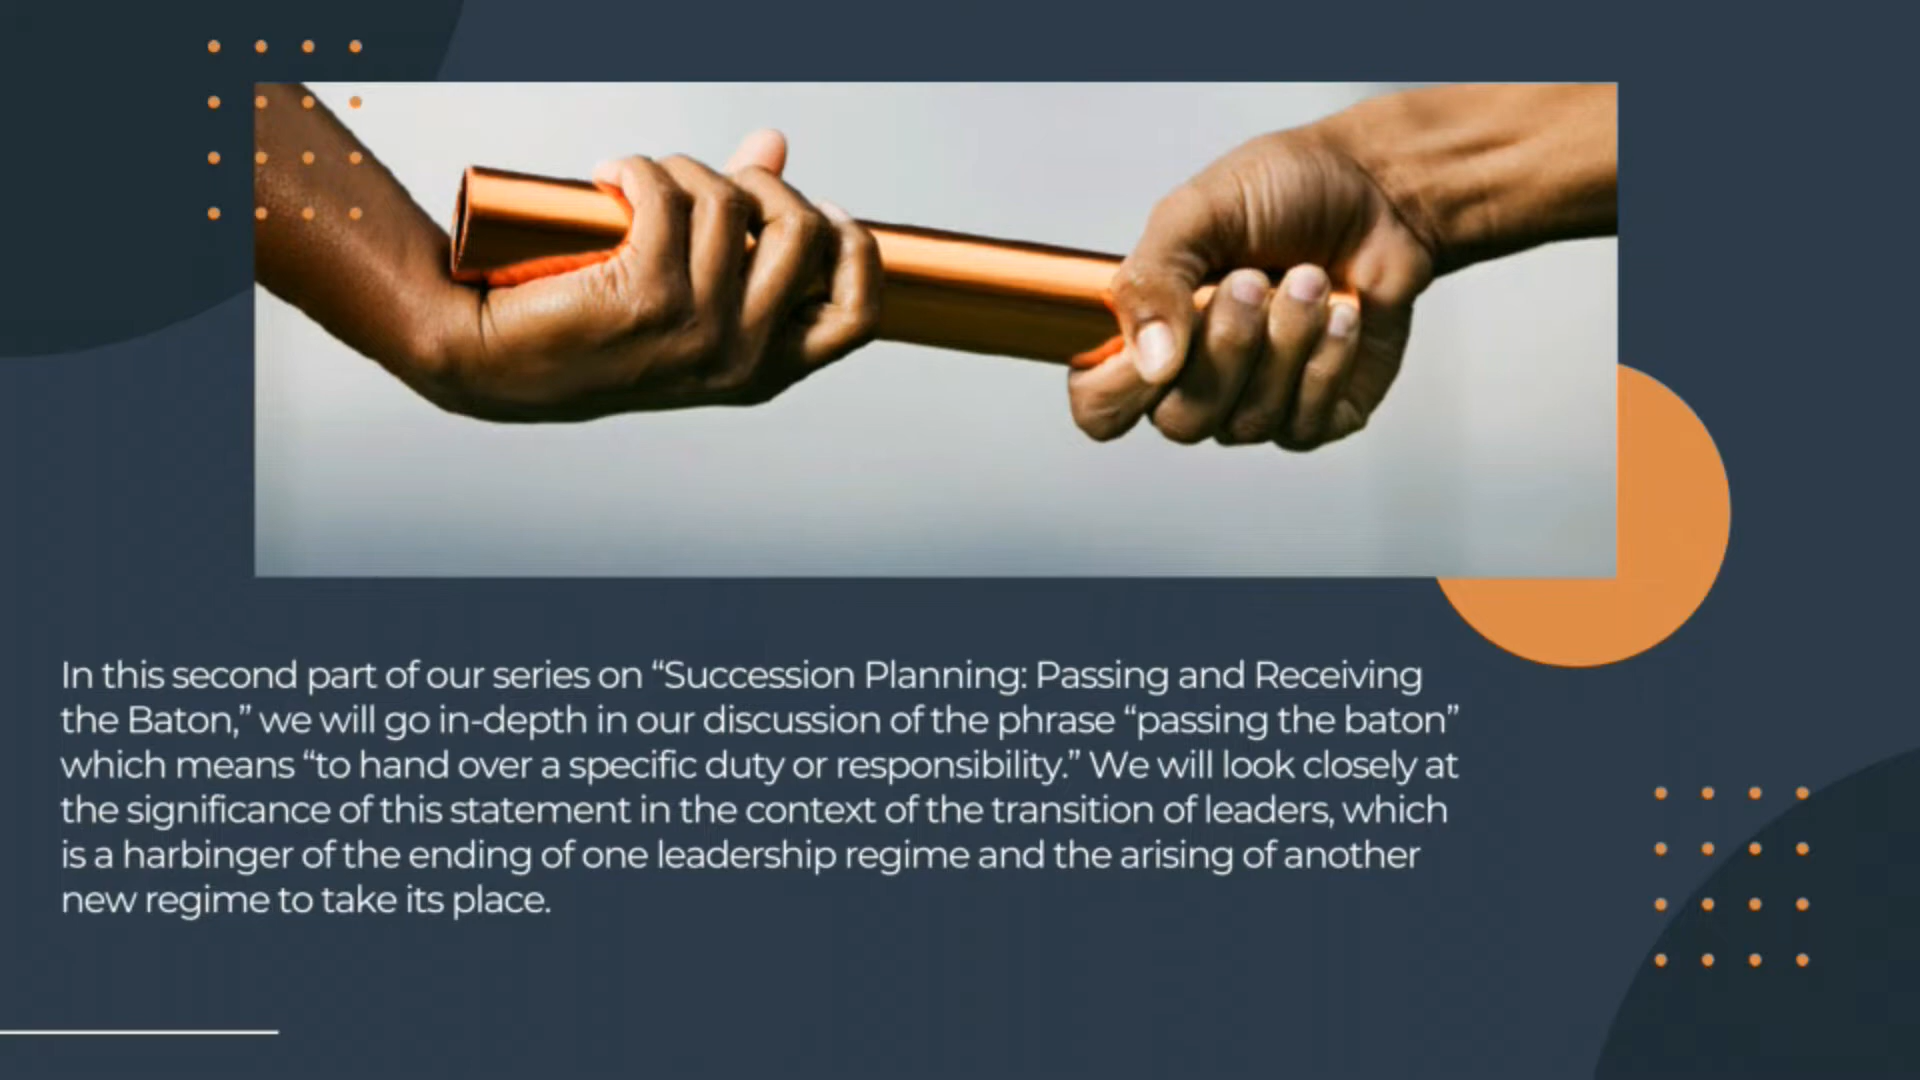 In this second part of our series on “Succession Planning: Passing and Receiving
the Baton,” we will go in-depth in our discussion of the phrase “passing the baton”
which means “to hand over a specific duty or responsibility.” We will look closely at
the significance of this statement in the context of the transition of leaders, which
is a harbinger of the ending of one leadership regime and the arising of another
new regime to take its place.